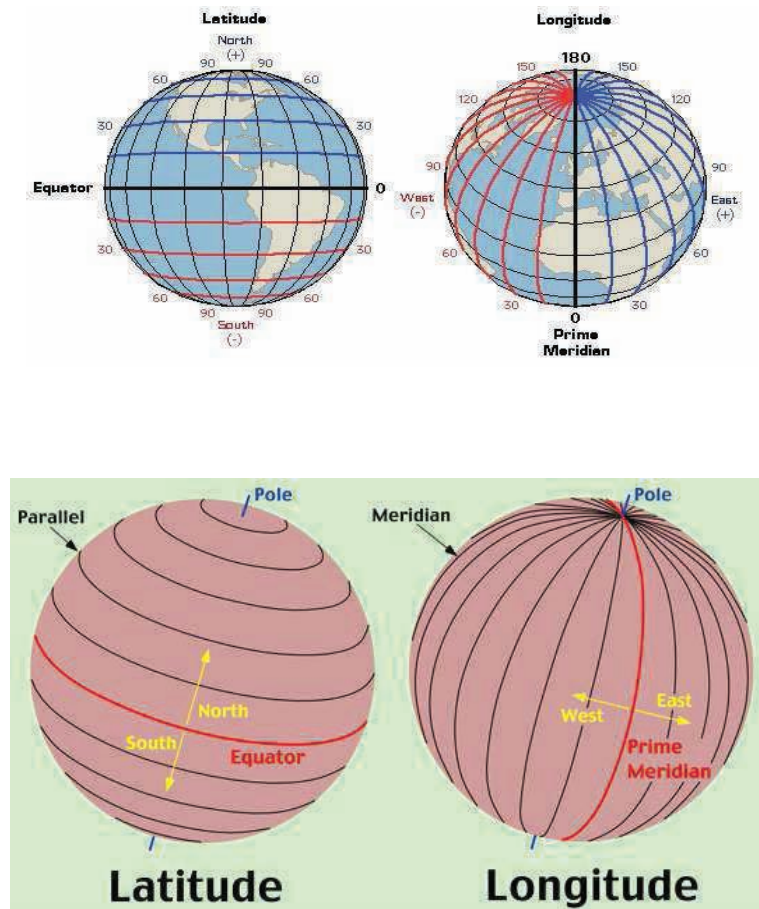 Latitude
North
(+)
90
90
60
60
30
30
Equator
0
30
30
60
60
90
90
South
(-)
Longitude
180
150
150
120
120
90
90
West
(-)
East
(+)
60
60
30
30
0
Prime
Meridian
Pole
Parallel
North
South
Equator
Latitude
Pole
Meridian
East
West
Prime
Meridian
Longitude